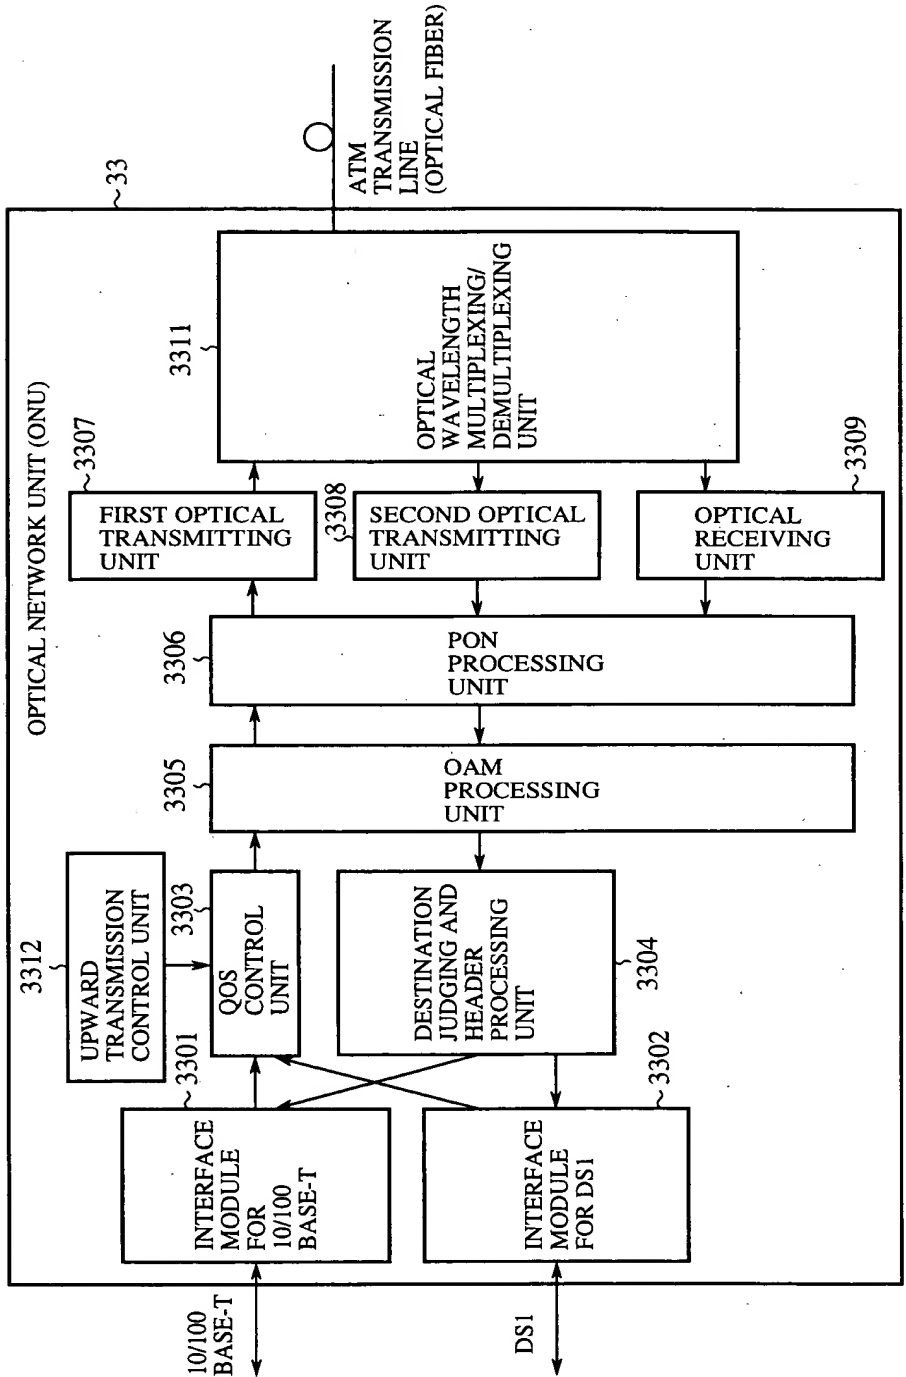 OPTICAL NETWORK UNIT (ONU)
33
10/100
BASE-T
DS1
INTERFACE
MODULE
FOR
10/100
BASE-T
3301
INTERFACE
MODULE
FOR DS1
3302
UPWARD
TRANSMISSION
CONTROL UNIT
3312
QOS
CONTROL
UNIT
3303
DESTINATION
JUDGING AND
HEADER
PROCESSING
UNIT
3304
OAM
PROCESSING
UNIT
3305
PON
PROCESSING
UNIT
3306
FIRST OPTICAL
TRANSMITTING
UNIT
3307
SECOND OPTICAL
TRANSMITTING
UNIT
3308
OPTICAL
RECEIVING
UNIT
3309
OPTICAL
WAVELENGTH
MULTIPLEXING/
DEMULTIPLEXING
UNIT
3311
ATM
TRANSMISSION
LINE
(OPTICAL FIBER)